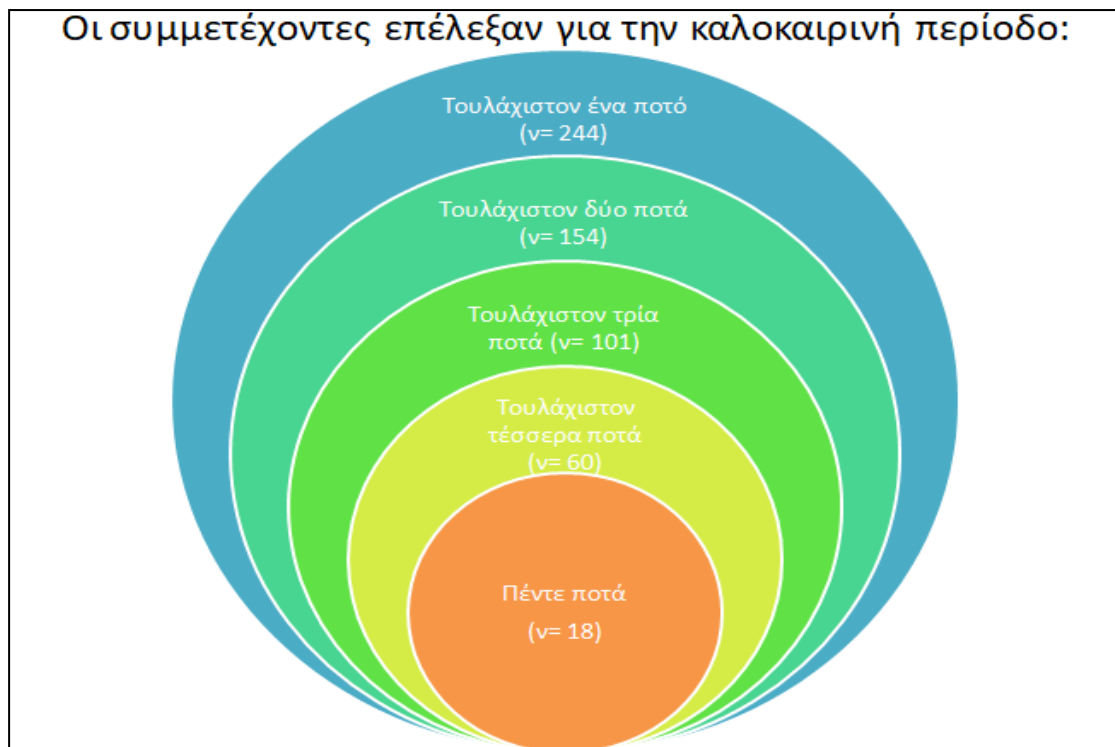 Οι συμμετέχοντες επέλεξαν για την καλοκαιρινή περίοδο:
Τουλάχιστον ένα ποτό
(ν= 244)
Τουλάχιστον δύο ποτά
(ν= 154)
Τουλάχιστον τρία
ποτά (ν= 101)
Τουλάχιστον
τέσσερα ποτά
(ν= 60)
Πέντε ποτά
(ν= 18)